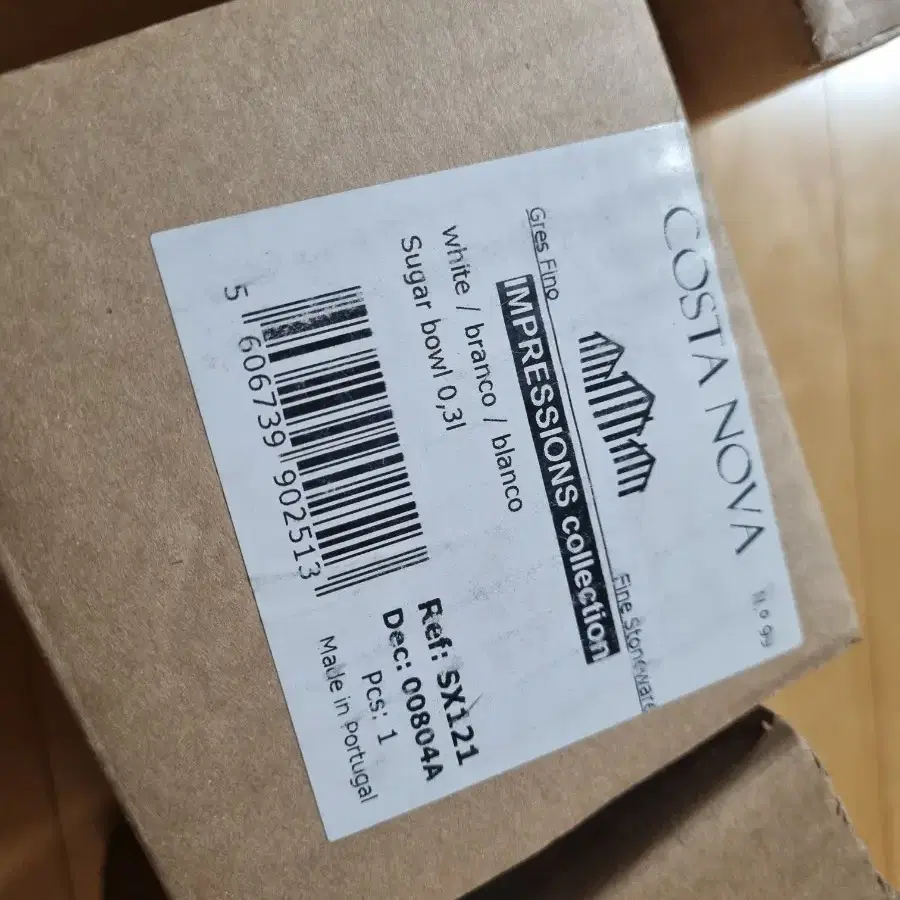 COSTA NOVA
Gres Fino
Fine Stoneware
IMPRESSIONS collection
white / branco / blanco
Sugar bowl 0,3l
5 606739 902513
Ref: SX121
Dec: 00804A
Pcs: 1
Made in Portugal